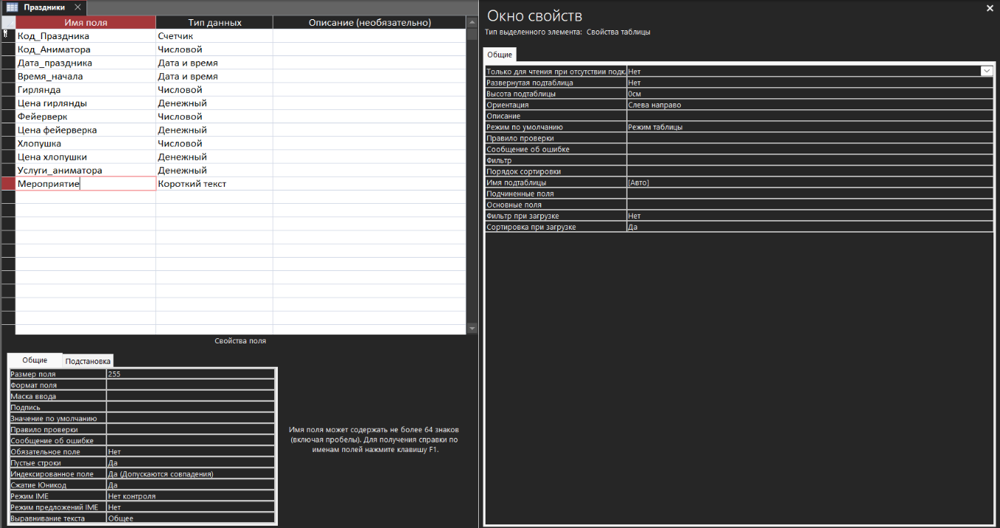 Праздники
Имя поля Тип данных Описание (необязательно)
Код_Праздника Счетчик
Код_Аниматора Числовой
Дата_праздника Дата и время
Время_начала Дата и время
Гирлянда Числовой
Цена гирлянды Денежный
Фейерверк Числовой
Цена фейерверка Денежный
Хлопушка Числовой
Цена хлопушки Денежный
Услуги_аниматора Денежный
Мероприятие Короткий текст
Свойства поля
Общие Подстановка
Размер поля 255
Формат поля
Маска ввода
Подпись
Значение по умолчанию
Правило проверки
Сообщение об ошибке
Обязательное поле Нет
Пустые строки Да
Индексированное поле Да (Допускаются совпадения)
Сжатие Юникод Да
Режим IME Нет контроля
Режим предложений IME Нет
Выравнивание текста Общее
Имя поля может содержать не более 64 знаков
(включая пробелы). Для получения справки по
именам полей нажмите клавишу F1.
Окно свойств
Тип выделенного элемента: Свойства таблицы
Общие
Только для чтения при отсутствии подк Нет
Развернутая подтаблица Нет
Высота подтаблицы 0см
Ориентация Слева направо
Описание
Режим по умолчанию Режим таблицы
Правило проверки
Сообщение об ошибке
Фильтр
Порядок сортировки
Имя подтаблицы [Авто]
Подчиненные поля
Основные поля
Фильтр при загрузке Нет
Сортировка при загрузке Да